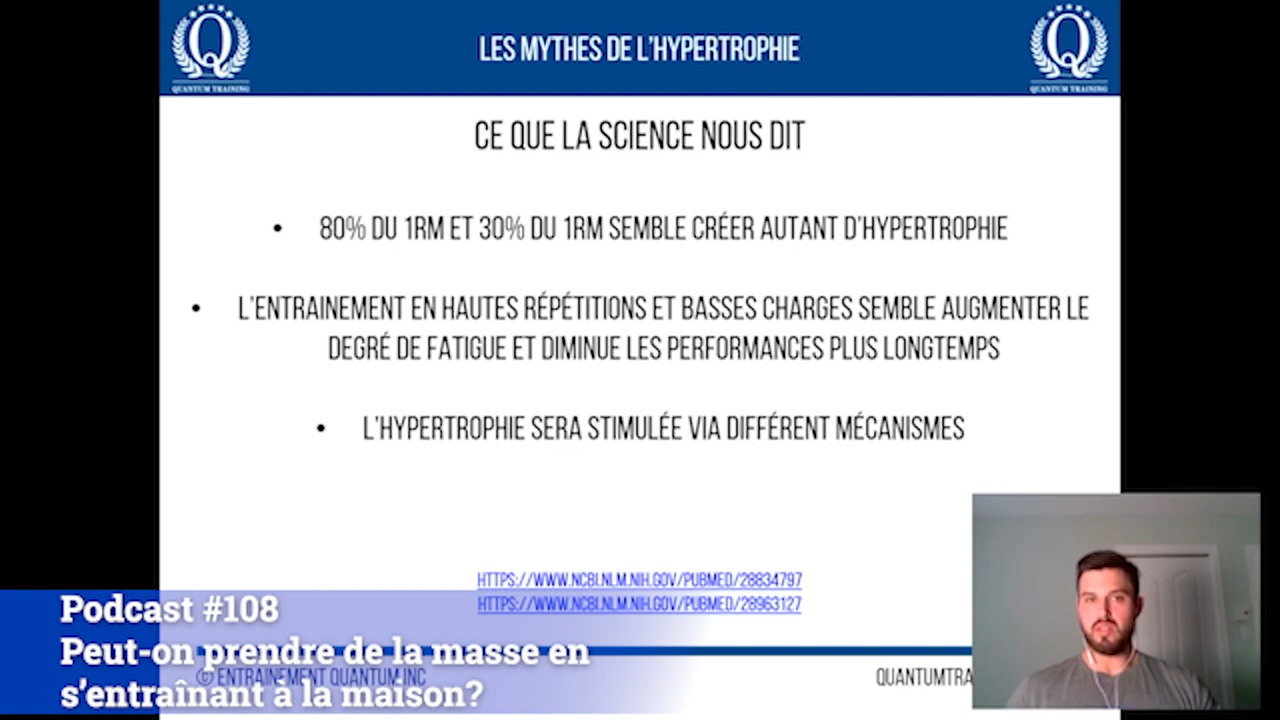 LES MYTHES DE L'HYPERTROPHIE
Q
QUANTUM TRAINING
Q
QUANTUM TRAINING
CE QUE LA SCIENCE NOUS DIT
• 80% DU 1RM ET 30% DU 1RM SEMBLE CRÉER AUTANT D'HYPERTROPHIE
• L'ENTRAINEMENT EN HAUTES RÉPÉTITIONS ET BASSES CHARGES SEMBLE AUGMENTER LE
DEGRÉ DE FATIGUE ET DIMINUE LES PERFORMANCES PLUS LONGTEMPS
• L'HYPERTROPHIE SERA STIMULÉE VIA DIFFÉRENT MÉCANISMES
HTTPS://WWW.NCBI.NLM.NIH.GOV/PUBMED/28834797
HTTPS://WWW.NCBI.NLM.NIH.GOV/PUBMED/28963127
Podcast #108
Peut-on prendre de la masse en
s'entraînant à la maison?
© ENTRAINEMENT QUANTUM INC
QUANTUMTRA